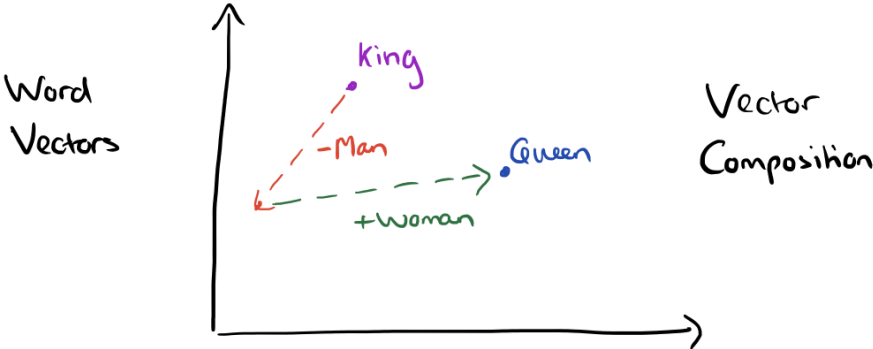 King
Word
Vectors
Vector
Composition
-Man
Queen
+Woman